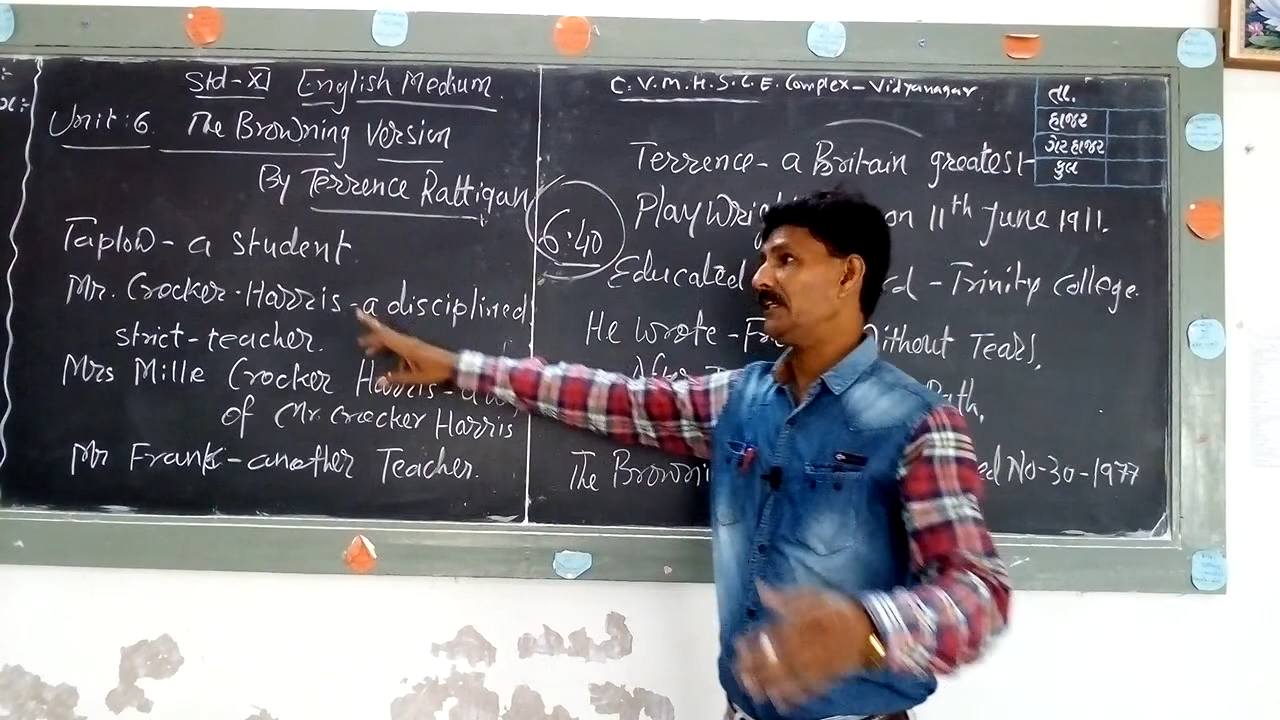 Std-XI English Medium.
Unit:6 The Browning Version
By Terrence Rattigan
Taplow - a student.
Mr. Crocker-Harris - a disciplined,
strict-teacher.
Mrs Mille Crocker Harris - a
of Mr. Crocker Harris
Mr Frank - another Teacher.
6:40
C.V.M.H.S.C.E. Complex - Vidyanagar.
Terrence - a Britain greatest
Play on 11th June 1911.
Educated - Trinity college.
He wrote - Tears,
After
The
No-30-1977
તા.
હાજર
ગેરહાજર
કુલ